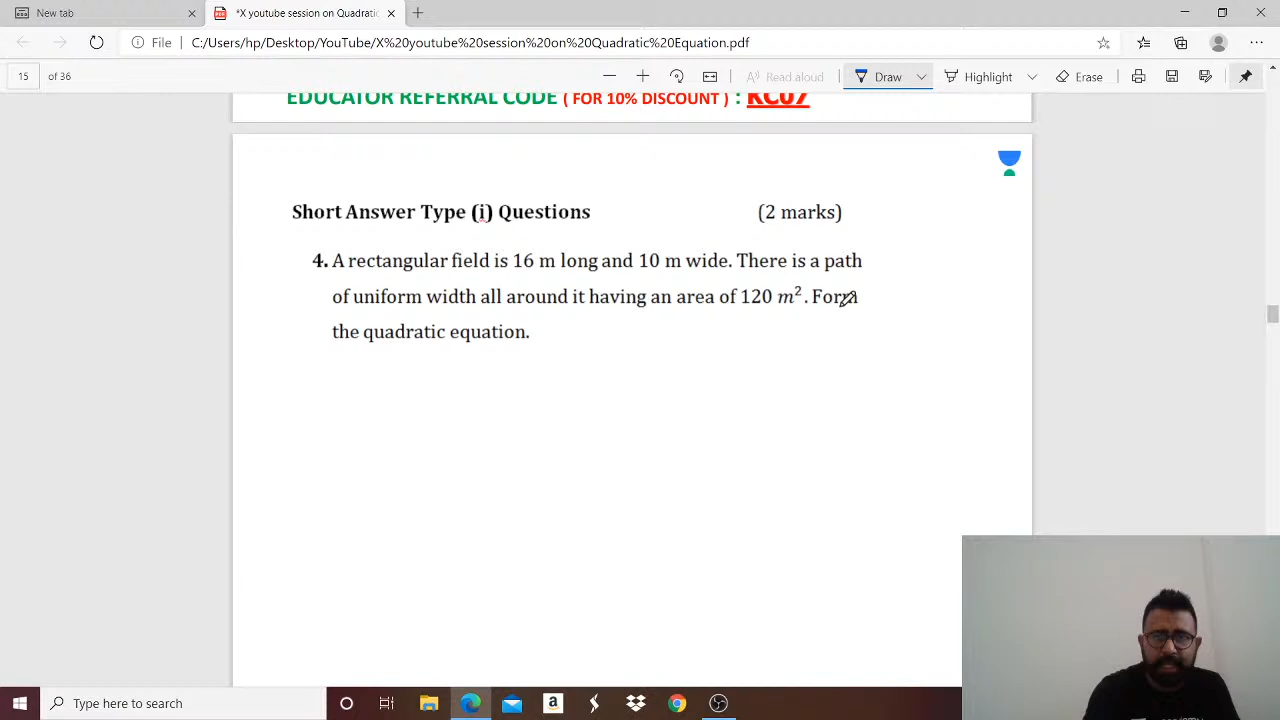 New tab
*X youtube session on Quadratic
File
C:/Users/hp/Desktop/YouTube/X%20youtube%20session%20on%20Quadratic%20Equation.pdf
15 of 36
Read aloud
Draw
Highlight
Erase
EDUCATOR REFERRAL CODE ( FOR 10% DISCOUNT ) : KC07
Short Answer Type (i) Questions (2 marks)
4. A rectangular field is 16 m long and 10 m wide. There is a path
of uniform width all around it having an area of 120 m². Form
the quadratic equation.
Type here to search